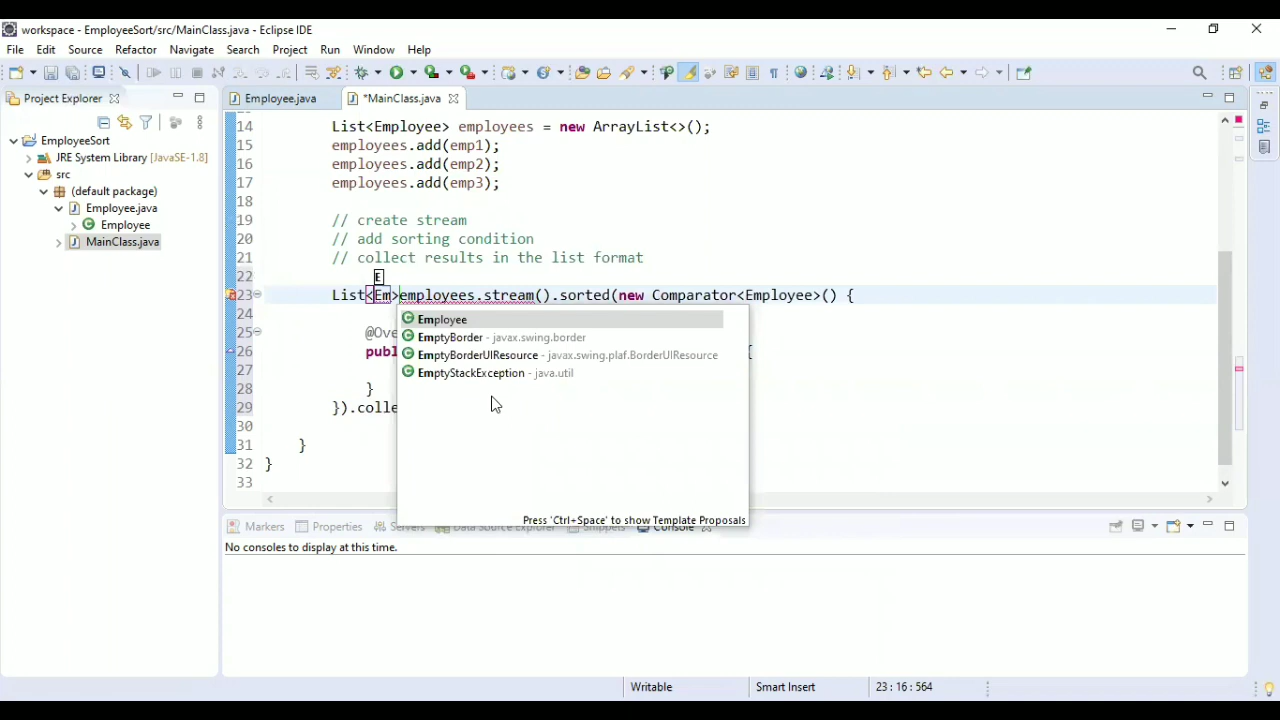 workspace - EmployeeSort/src/MainClass.java - Eclipse IDE
File Edit Source Refactor Navigate Search Project Run Window Help
Project Explorer
Employee.java
*MainClass.java
EmployeeSort
JRE System Library [JavaSE-1.8]
src
(default package)
Employee.java
Employee
MainClass.java
14 List<Employee> employees = new ArrayList<>();
15 employees.add(emp1);
16 employees.add(emp2);
17 employees.add(emp3);
18
19 // create stream
20 // add sorting condition
21 // collect results in the list format
22 E
23 List<Em>employees.stream().sorted(new Comparator<Employee>() {
24
25 @Ove
26 publ {
27
28 }
29 }).colle
30
31 }
32 }
33
Employee
EmptyBorder - javax.swing.border
EmptyBorderUIResource - javax.swing.plaf.BorderUIResource
EmptyStackException - java.util
Press 'Ctrl+Space' to show Template Proposals
Markers Properties Servers Data Source Explorer Snippets Console
No consoles to display at this time.
Writable Smart Insert 23 : 16 : 564